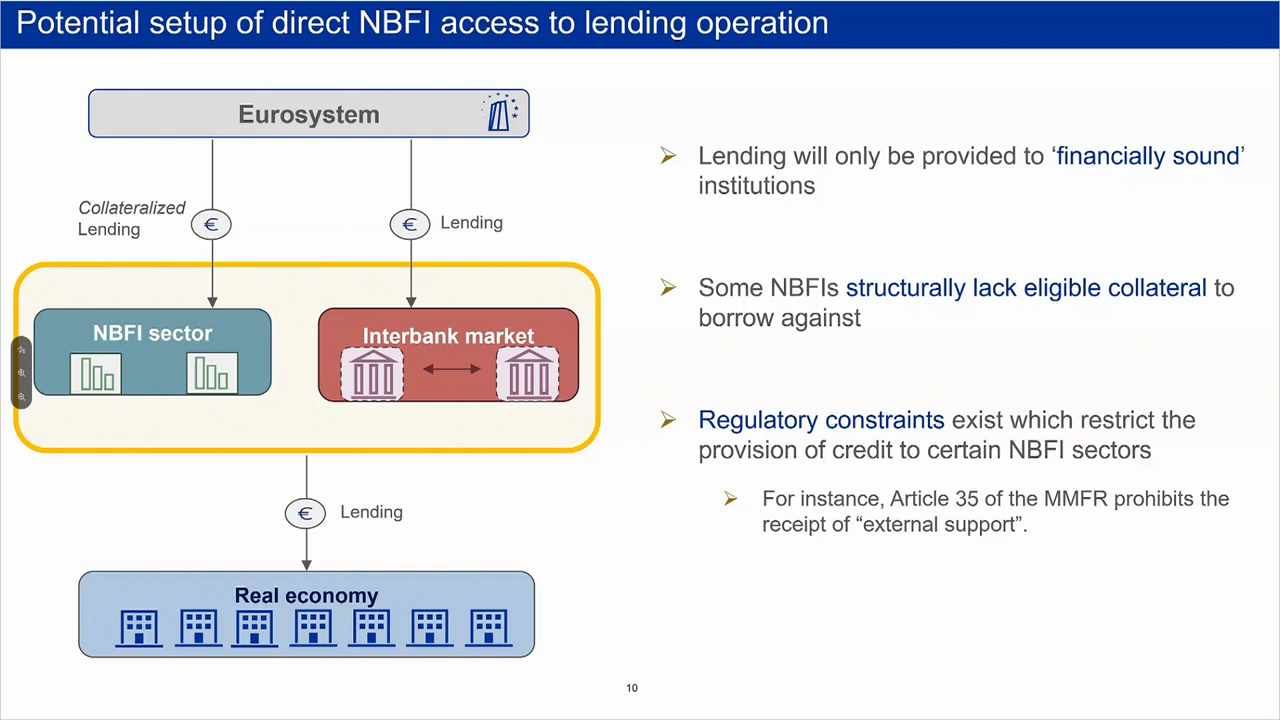 Potential setup of direct NBFI access to lending operation
Eurosystem
Collateralized
Lending
€
€
Lending
NBFI sector
Interbank market
€
Lending
Real economy
Lending will only be provided to ‘financially sound’
institutions
Some NBFIs structurally lack eligible collateral to
borrow against
Regulatory constraints exist which restrict the
provision of credit to certain NBFI sectors
For instance, Article 35 of the MMFR prohibits the
receipt of “external support”.
10